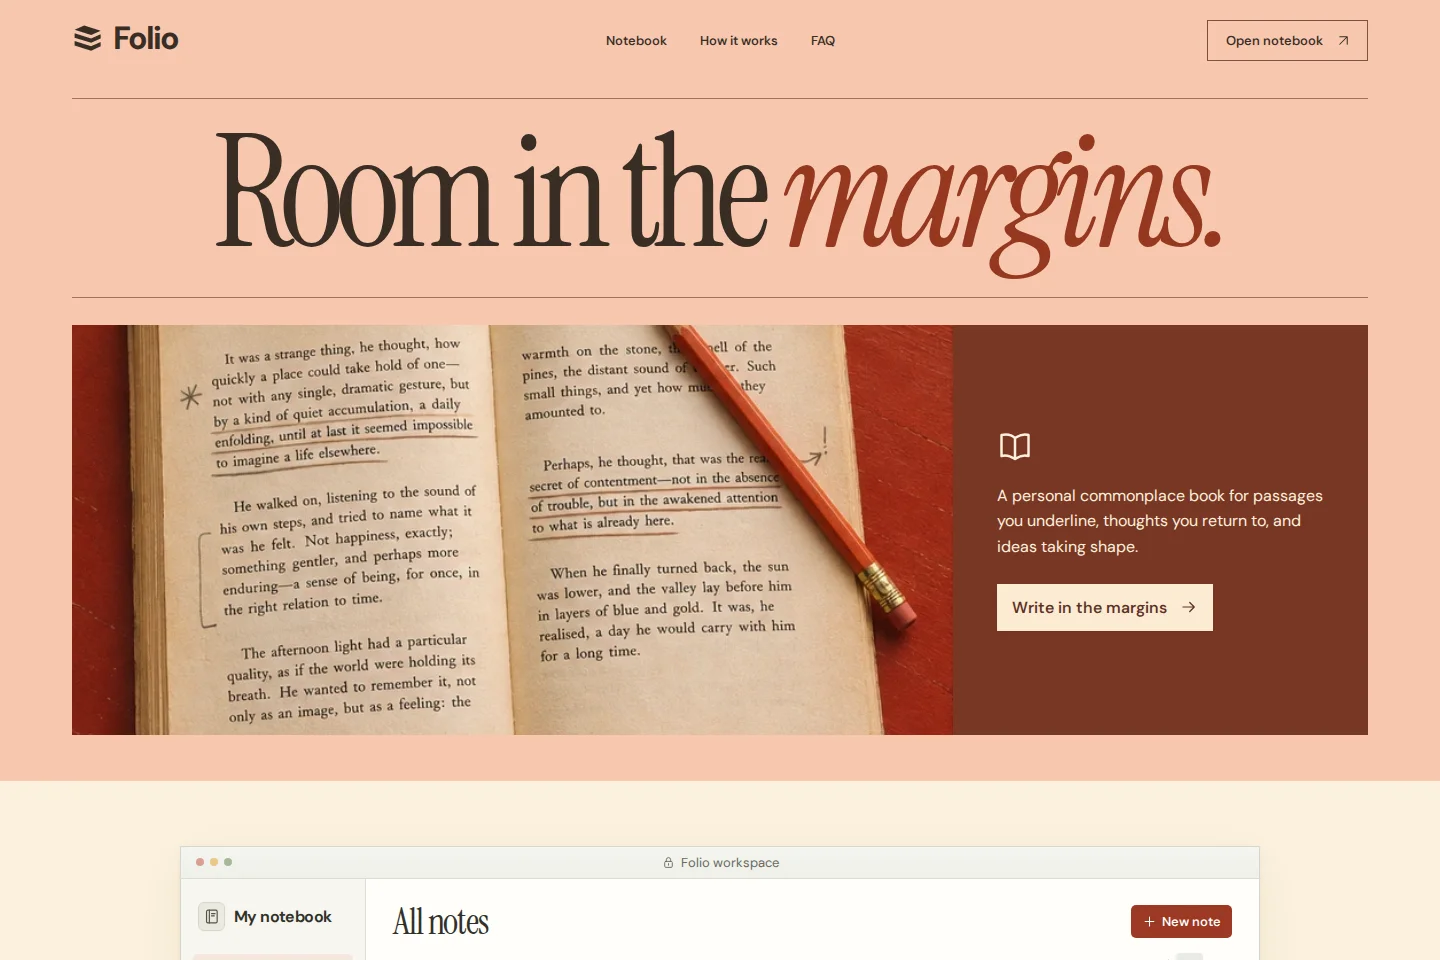 Folio
Notebook
How it works
FAQ
Open notebook
Room in the margins.
It was a strange thing, he thought, how
quickly a place could take hold of one—
not with any single, dramatic gesture, but
by a kind of quiet accumulation, a daily
enfolding, until at last it seemed impossible
to imagine a life elsewhere.
He walked on, listening to the sound of
his own steps, and tried to name what it
was he felt. Not happiness, exactly;
something gentler, and perhaps more
enduring—a sense of being, for once, in
the right relation to time.
The afternoon light had a particular
quality, as if the world were holding its
breath. He wanted to remember it, not
only as an image, but as a feeling: the
warmth on the stone, of the
pines, the distant sound of Such
small things, and yet how they
amounted to.
Perhaps, he thought, that was the
secret of contentment—not in the absence
of trouble, but in the awakened attention
to what is already here.
When he finally turned back, the sun
was lower, and the valley lay before him
in layers of blue and gold. It was, he
realised, a day he would carry with him
for a long time.
A personal commonplace book for passages
you underline, thoughts you return to, and
ideas taking shape.
Write in the margins
Folio workspace
My notebook
All notes
New note